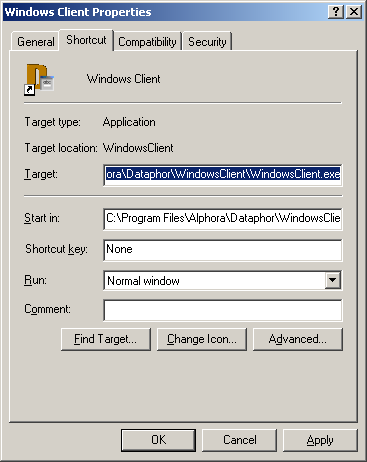 Windows Client Properties
General Shortcut Compatibility Security
abc
Windows Client
Target type: Application
Target location: WindowsClient
Target: ora\Dataphor\WindowsClient\WindowsClient.exe
Start in: C:\Program Files\Alphora\Dataphor\WindowsClie
Shortcut key: None
Run: Normal window
Comment:
Find Target... Change Icon... Advanced...
OK Cancel Apply